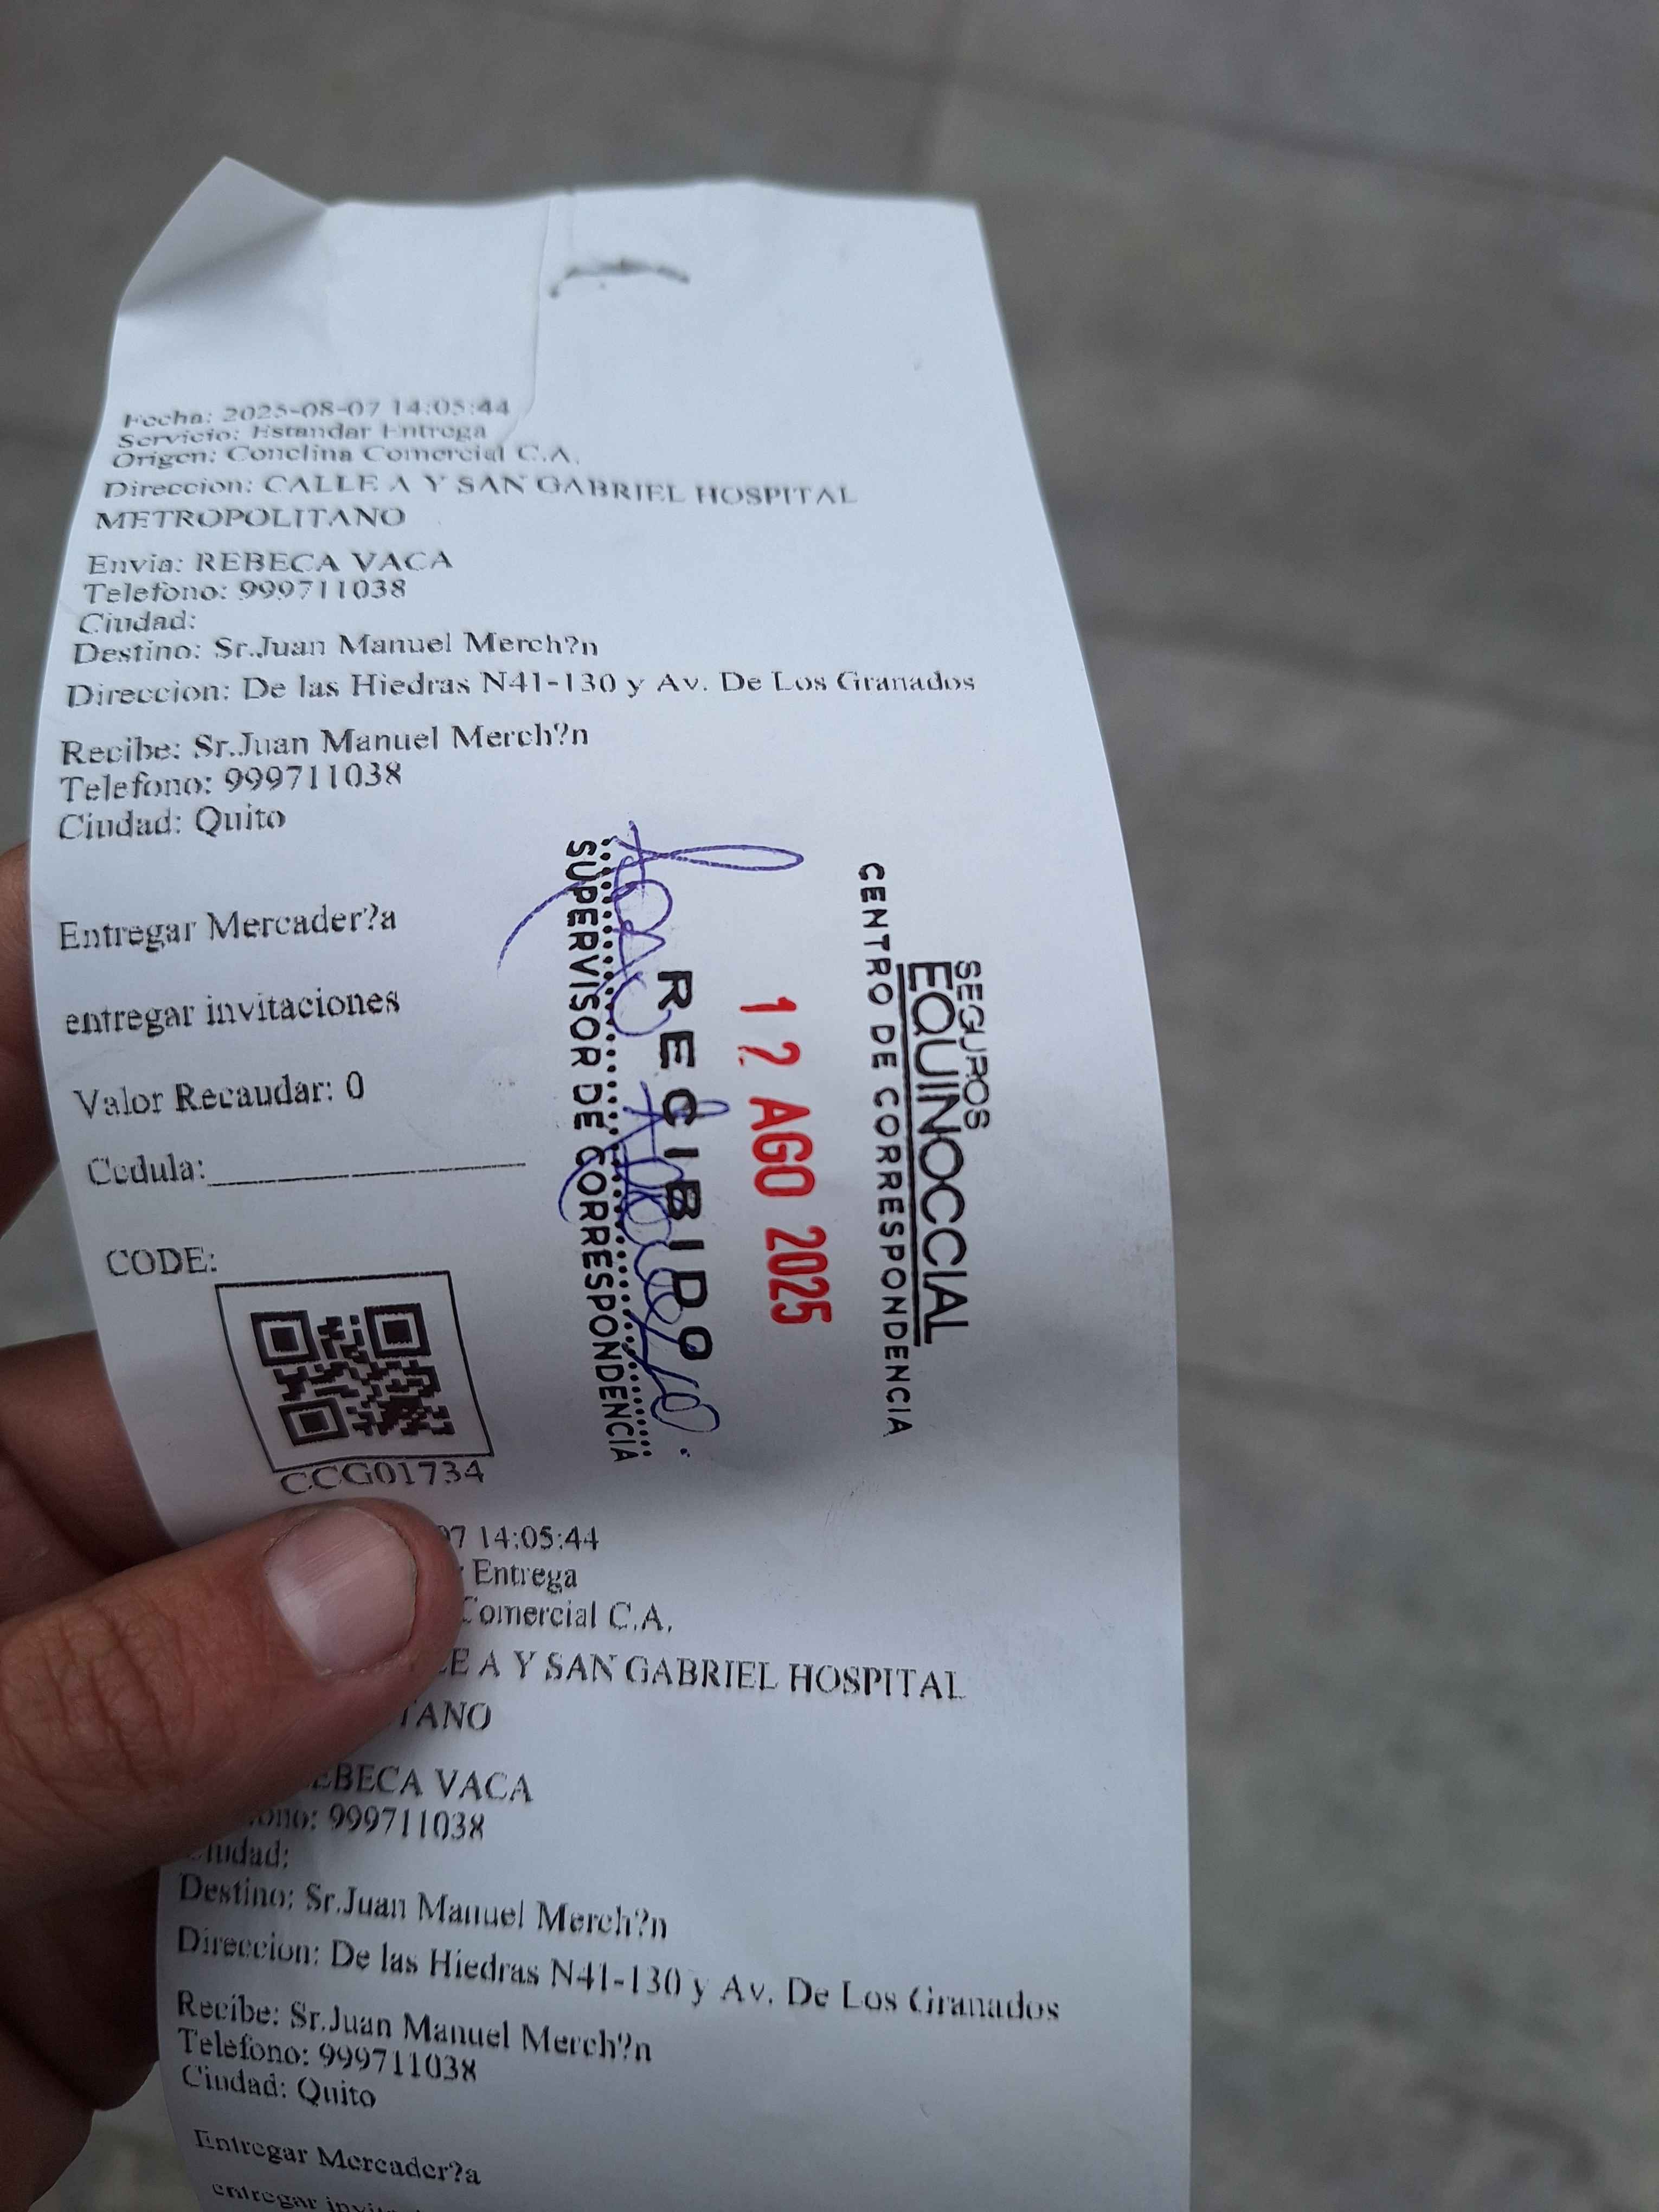 Fecha: 2025-08-07 14:05:44
Servicio: Estandar Entrega
Origen: Conclina Comercial C.A.
Direccion: CALLE A Y SAN GABRIEL HOSPITAL
METROPOLITANO
Envia: REBECA VACA
Telefono: 999711038
Ciudad:
Destino: Sr.Juan Manuel Merch?n
Direccion: De las Hiedras N41-130 y Av. De Los Granados
Recibe: Sr.Juan Manuel Merch?n
Telefono: 999711038
Ciudad: Quito
Entregar Mercader?a
entregar invitaciones
Valor Recaudar: 0
Cedula:
CODE:
CCG01734
SEGUROS
EQUINOCCIAL
CENTRO DE CORRESPONDENCIA
12 AGO 2025
RECIBIDO
SUPERVISOR DE CORRESPONDENCIA
07 14:05:44
Entrega
Comercial C.A.
LE A Y SAN GABRIEL HOSPITAL
TANO
EBECA VACA
ono: 999711038
iudad:
Destino: Sr.Juan Manuel Merch?n
Direccion: De las Hiedras N41-130 y Av. De Los Granados
Recibe: Sr.Juan Manuel Merch?n
Telefono: 999711038
Ciudad: Quito
Entregar Mercader?a
entregar